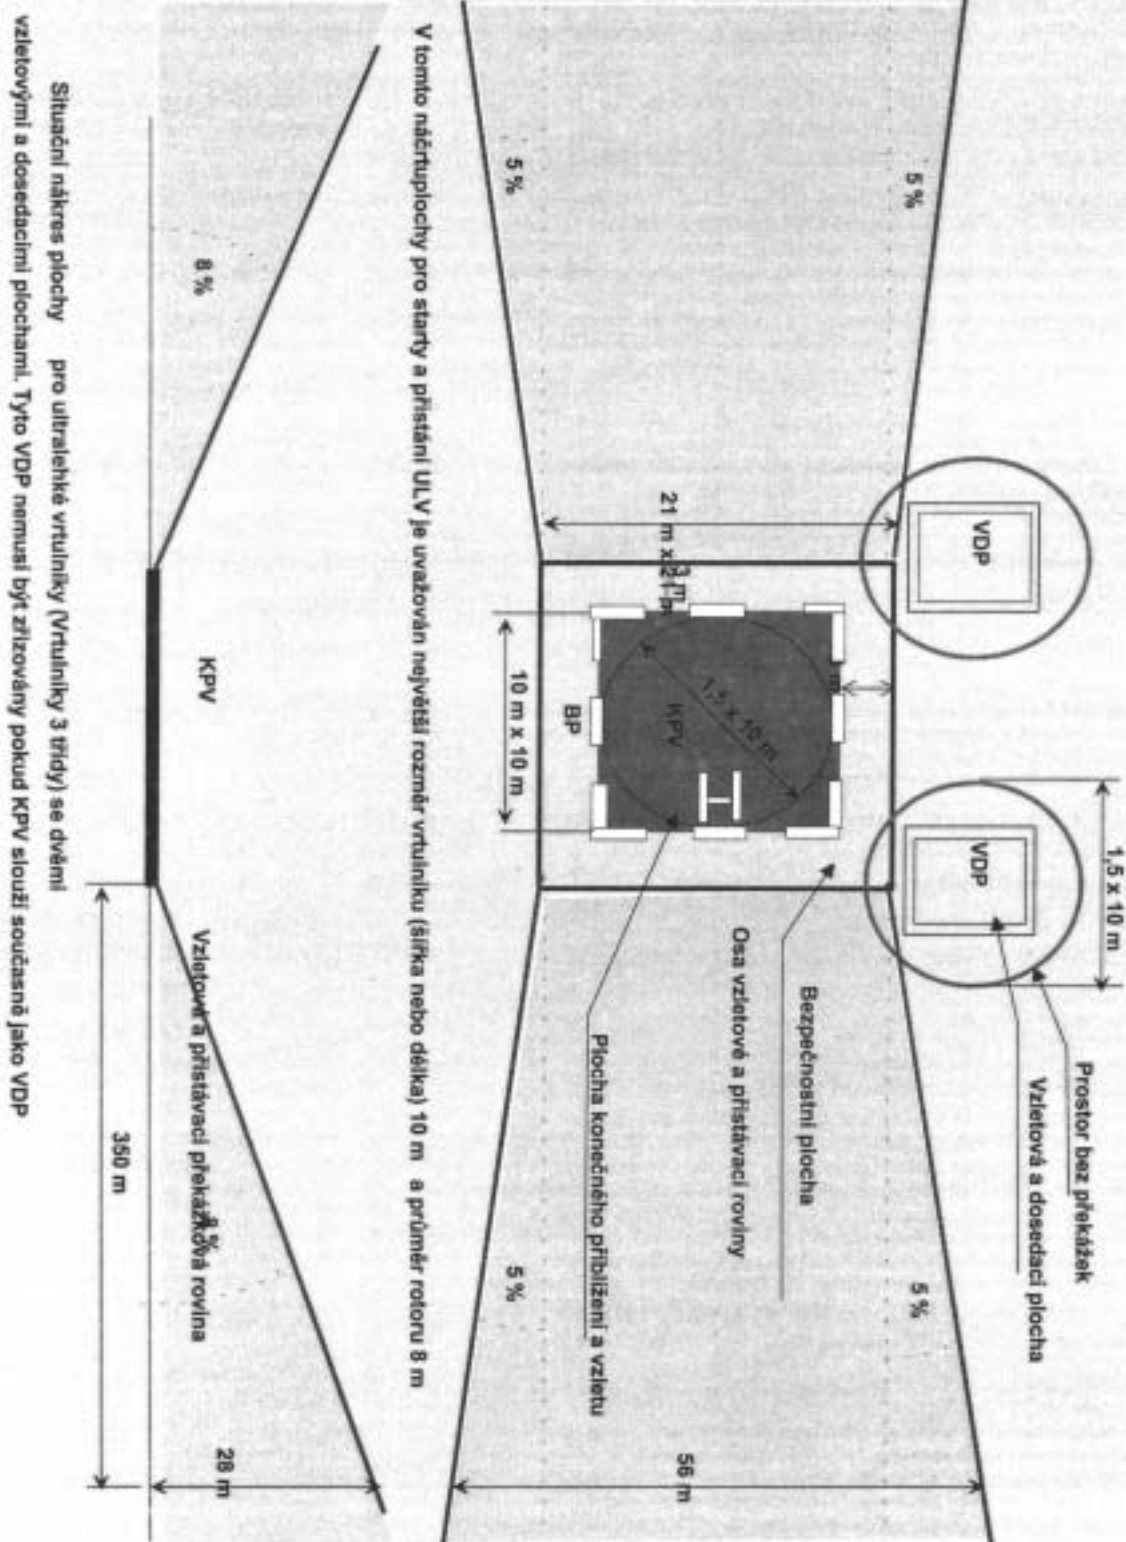 1,5 x 10 m
Prostor bez překážek
Vzletová a dosedací plocha
VDP
VDP
Bezpečnostní plocha
Osa vzletové a přistávací roviny
Plocha konečného přiblížení a vzletu
5 %
5 %
56 m
21 m x 21 m
3 m
1,5 x 10 m
KPV
H
BP
10 m x 10 m
5 %
5 %
V tomto náčrtuplochy pro starty a přistání ULV je uvažován největší rozměr vrtulníku (šířka nebo délka) 10 m a průměr rotoru 8 m
8 %
KPV
Vzletová a přistávací překážková rovina
8 %
28 m
350 m
Situační nákres plochy pro ultralehké vrtulníky (Vrtulníky 3 třídy) se dvěmi
vzletovými a dosedacími plochami. Tyto VDP nemusí být zřizovány pokud KPV slouží současně jako VDP